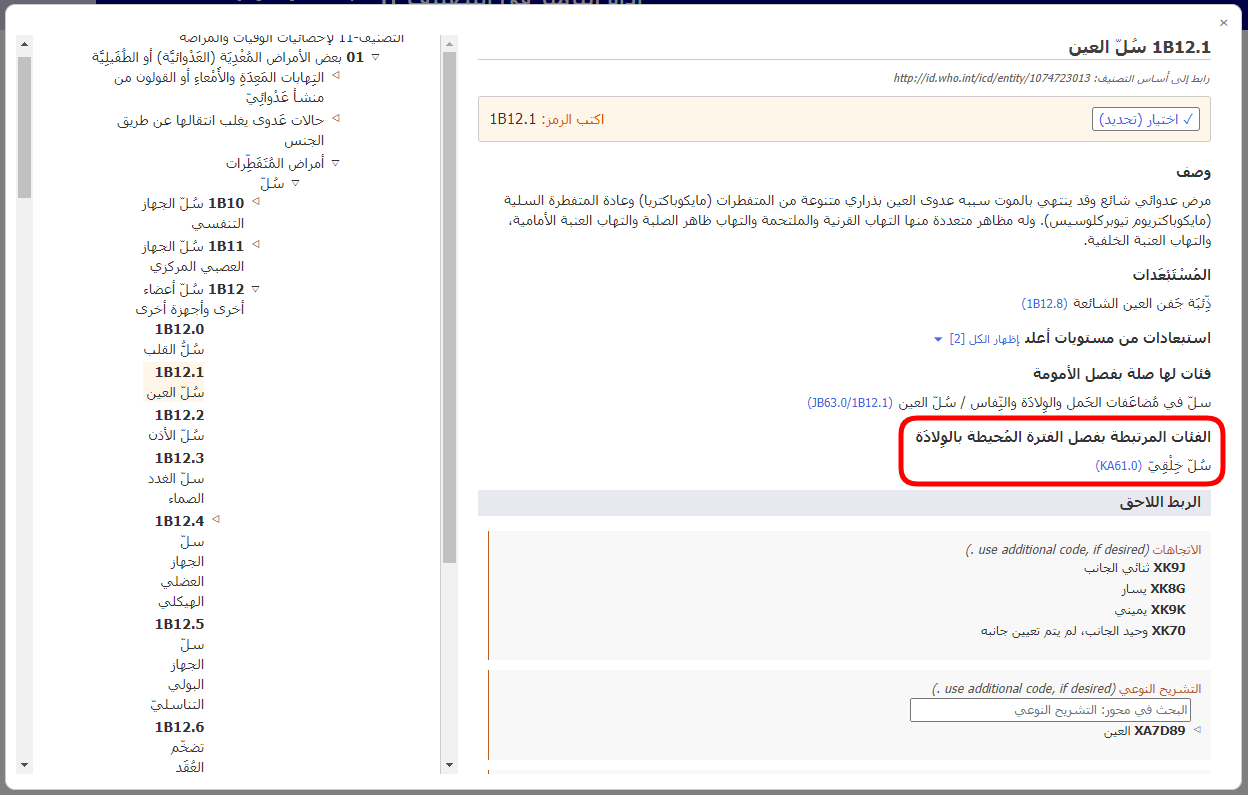 ×
1B12.1 سُلّ العين
رابط إلى أساس التصنيف: http://id.who.int/icd/entity/1074723013
✓ اختيار (تحديد)
اكتب الرمز: 1B12.1
وصف
مرض عدوائي شائع وقد ينتهي بالموت سببه عدوى العين بذراري متنوعة من المتفطرات (مايكوباكتريا) وعادة المتفطرة السلية
(مايكوباكتريوم تيوبركلوسيس). وله مظاهر متعددة منها التهاب القرنية والملتحمة والتهاب ظاهر الصلبة والتهاب العنبة الأمامية،
والتهاب العنبة الخلفية.
المُسْتَبْعَدَات
ذِّئبَة جَفن العين الشائعة (1B12.8)
استبعادات من مستويات أعلى إظهار الكل [2]
فئات لها صلة بفصل الأمومة
سلّ في مُضاعَفات الحَمل والوِلادَة والنِّفاس / سُلّ العين (JB63.0/1B12.1)
الفئات المرتبطة بفصل الفترة المُحيطة بالوِلادَة
سُلّ خِلْقِيّ (KA61.0)
الربط اللاحق
الاتجاهات (use additional code, if desired .)
XK9J ثنائي الجانب
XK8G يسار
XK9K يميني
XK70 وحيد الجانب، لم يتم تعيين جانبه
التشريح النوعي (use additional code, if desired .)
البحث في محور: التشريح النوعي
XA7D89 العين
التصنيف-11 لإحصائيات الوفيات والمراضة
01 بعض الأمراض المُعْدِيَة (العَدْوائيَّة) أو الطُفَيلِيَّة
التِهابات المَعِدَةِ والأَمْعاءِ أو القولون من
منشأ عَدْوائِيّ
حالات عَدوى يغلب انتقالها عن طريق
الجنس
أمراض المُتَفَطِّرات
سُلّ
1B10 سُلّ الجهاز
التنفسي
1B11 سُلّ الجهاز
العصبي المركزي
1B12 سُلّ أعضاء
أخرى وأجهزة أخرى
1B12.0
سُلُّ القلب
1B12.1
سُلّ العين
1B12.2
سُلّ الأذن
1B12.3
سلّ الغدد
الصماء
1B12.4
سلّ
الجهاز
العضلي
الهيكلي
1B12.5
سلّ
الجهاز
البولي
التناسليّ
1B12.6
تضخّم
العُقَد